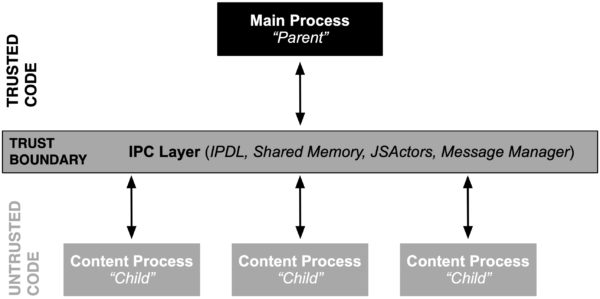 Main Process
“Parent”
TRUSTED
CODE
TRUST
BOUNDARY
IPC Layer (IPDL, Shared Memory, JSActors, Message Manager)
UNTRUSTED
CODE
Content Process
“Child”
Content Process
“Child”
Content Process
“Child”